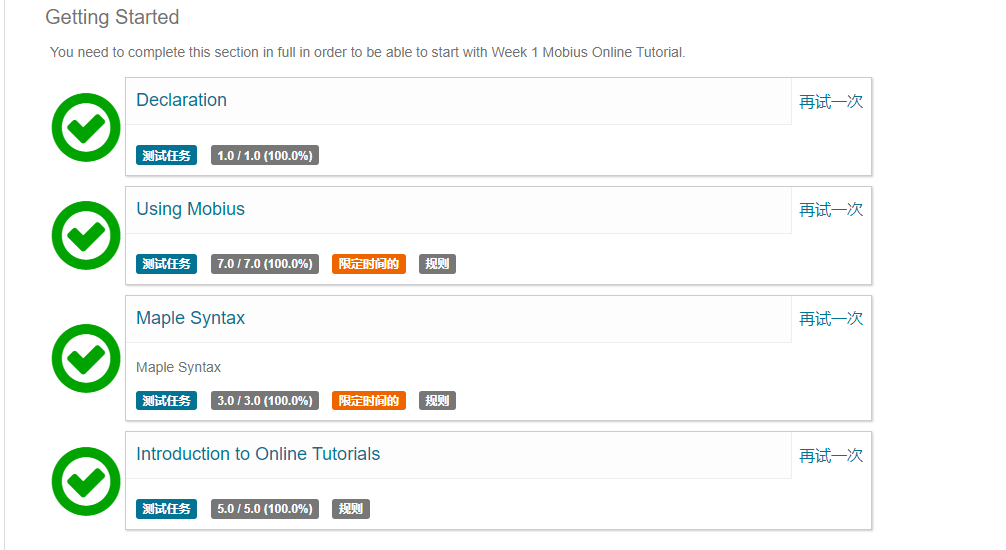 Getting Started
You need to complete this section in full in order to be able to start with Week 1 Mobius Online Tutorial.
Declaration
再试一次
测试任务 1.0 / 1.0 (100.0%)
Using Mobius
再试一次
测试任务 7.0 / 7.0 (100.0%) 限定时间的 规则
Maple Syntax
再试一次
Maple Syntax
测试任务 3.0 / 3.0 (100.0%) 限定时间的 规则
Introduction to Online Tutorials
再试一次
测试任务 5.0 / 5.0 (100.0%) 规则